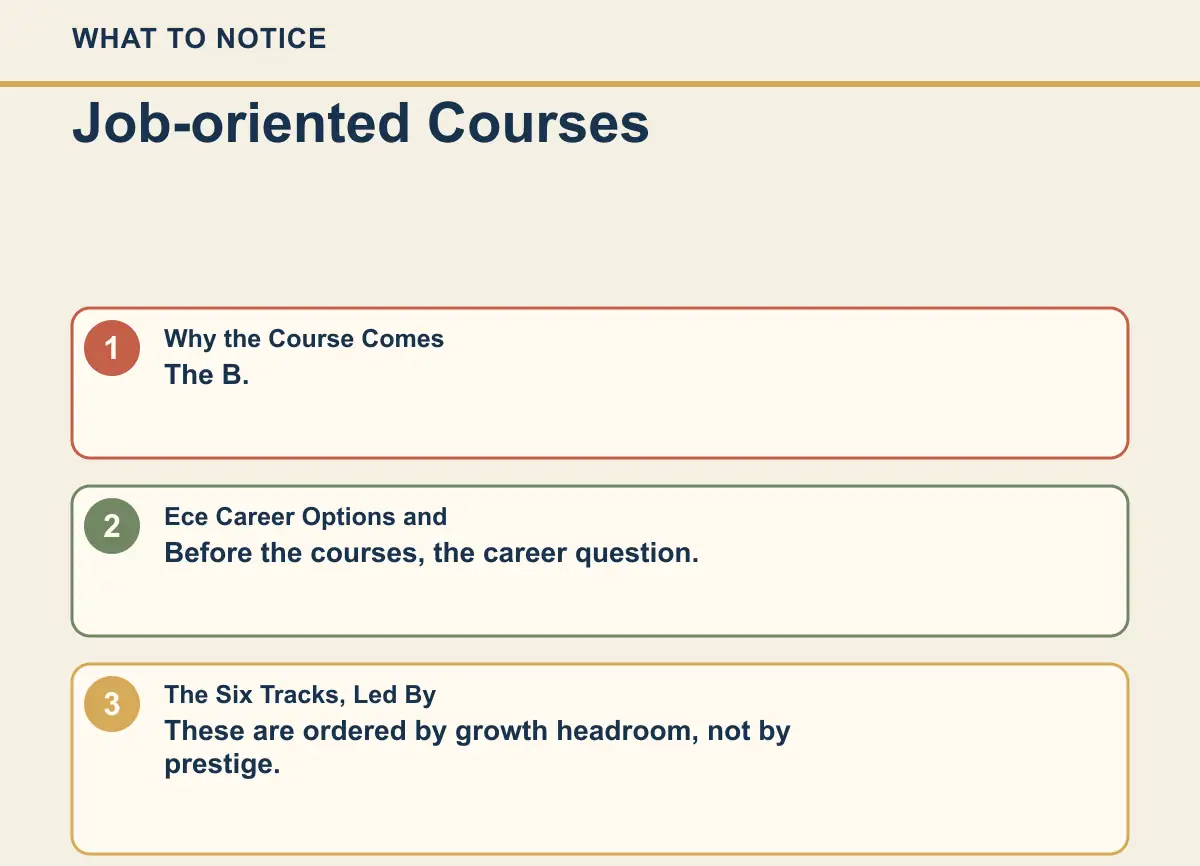 WHAT TO NOTICE
Job-oriented Courses
1
Why the Course Comes
The B.
2
Ece Career Options and
Before the courses, the career question.
3
The Six Tracks, Led By
These are ordered by growth headroom, not by
prestige.